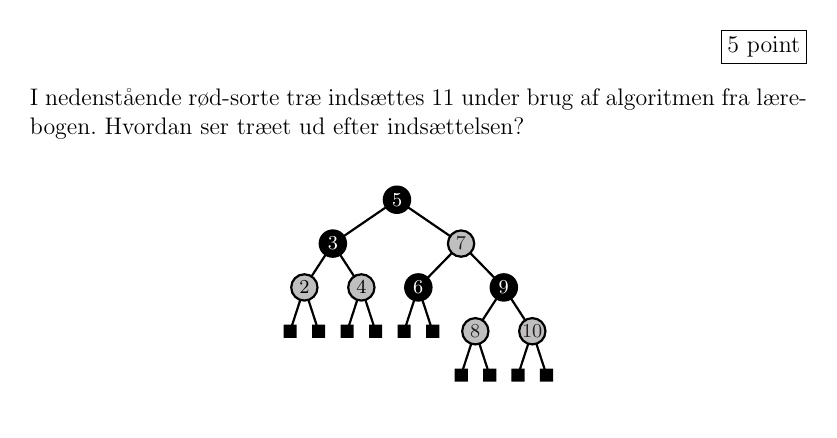 5 point
I nedenstående rød-sorte træ indsættes 11 under brug af algoritmen fra lære-
bogen. Hvordan ser træet ud efter indsættelsen?
5
3 7
2 4 6 9
8 10